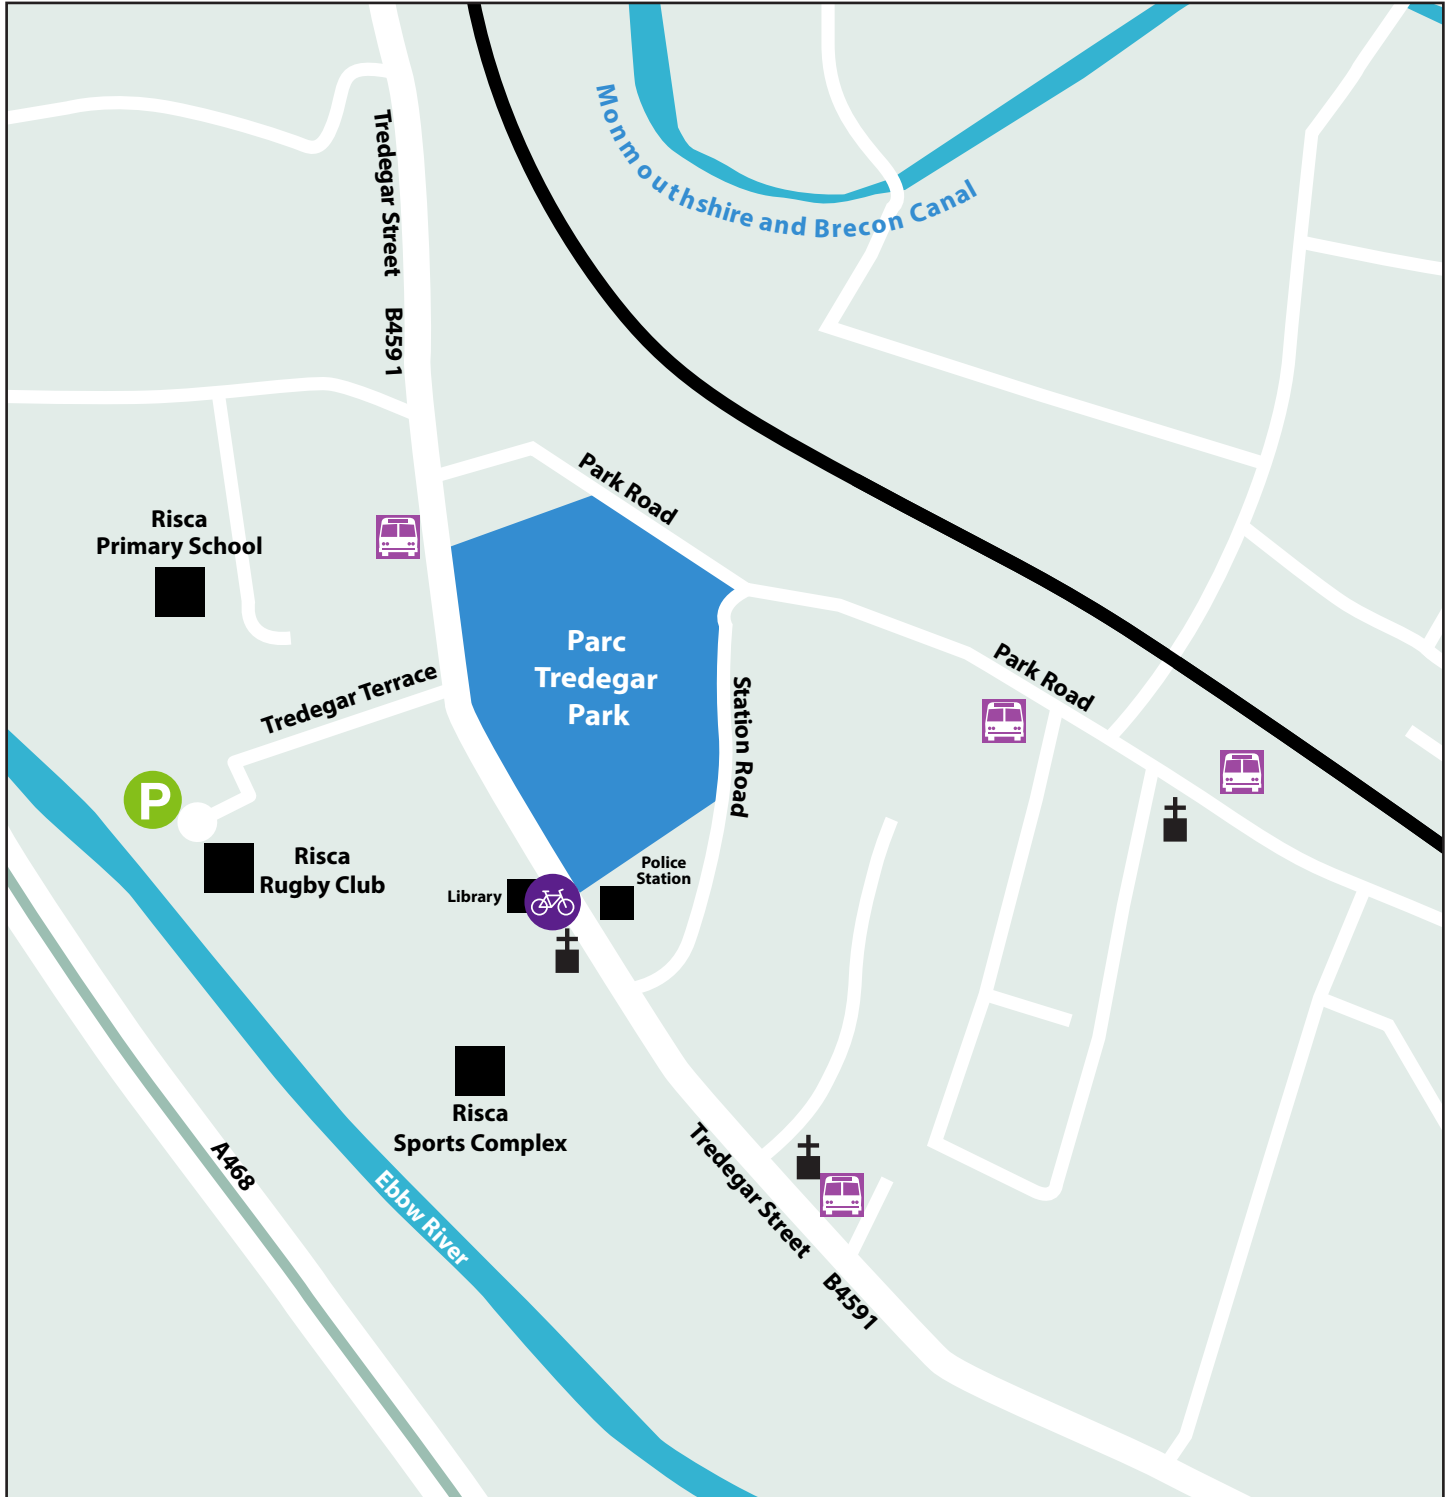 Monmouthshire and Brecon Canal
Tredegar Street B4591
Park Road
Risca
Primary School
Parc
Tredegar
Park
Park Road
Tredegar Terrace
Station Road
P
Risca
Rugby Club
Library
Police
Station
Risca
Sports Complex
A468
Ebbw River
Tredegar Street B4591